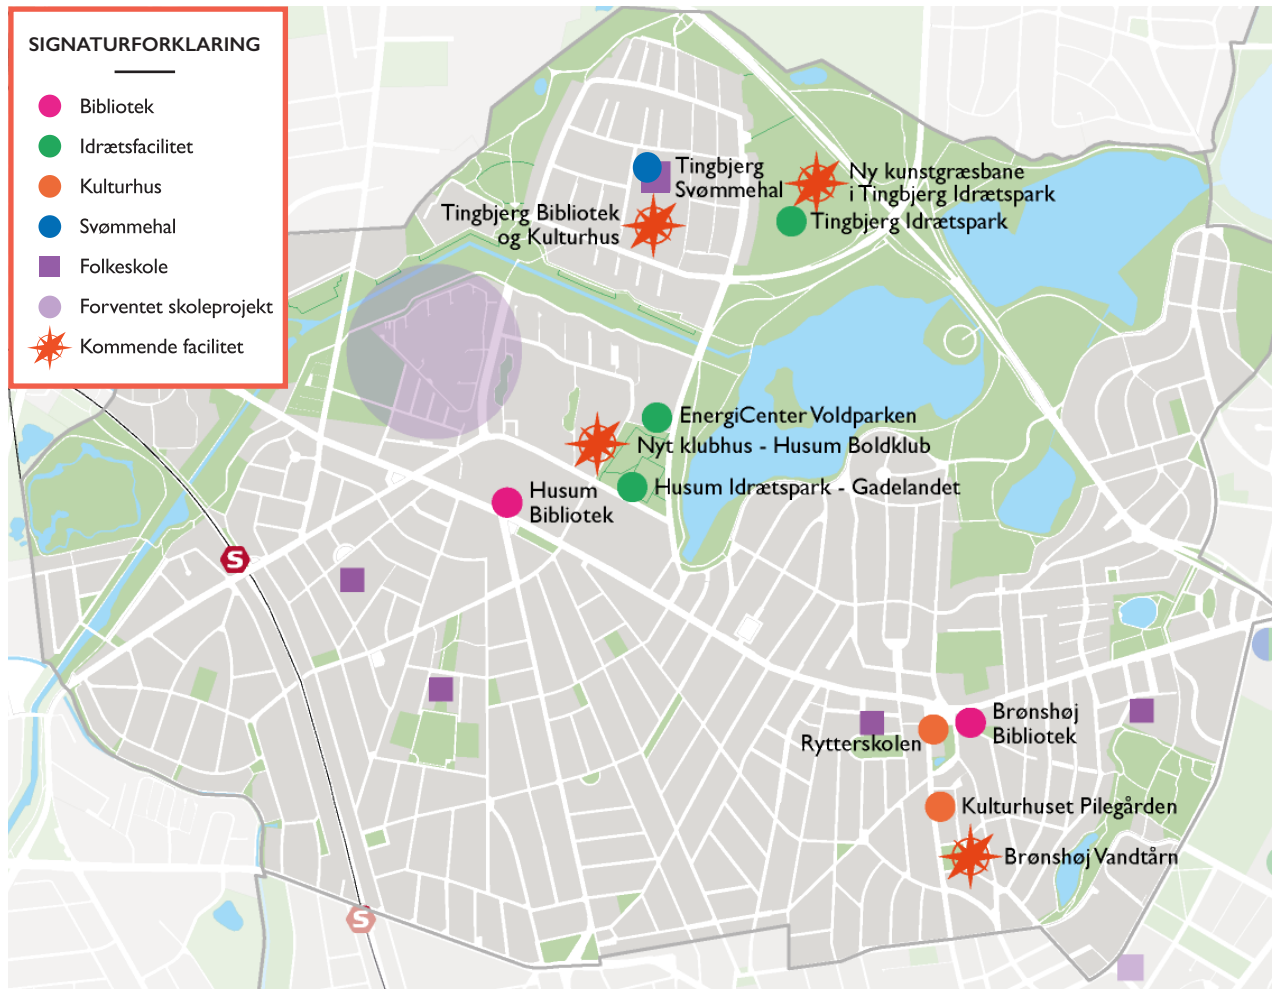 SIGNATURFORKLARING
Bibliotek
Idrætsfacilitet
Kulturhus
Svømmehal
Folkeskole
Forventet skoleprojekt
Kommende facilitet
Tingbjerg
Svømmehal
Ny kunstgræsbane
i Tingbjerg Idrætspark
Tingbjerg Bibliotek
og Kulturhus
Tingbjerg Idrætspark
EnergiCenter Voldparken
Nyt klubhus - Husum Boldklub
Husum Idrætspark - Gadelandet
Husum
Bibliotek
S
Brønshøj
Bibliotek
Rytterskolen
Kulturhuset Pilegården
Brønshøj Vandtårn
S